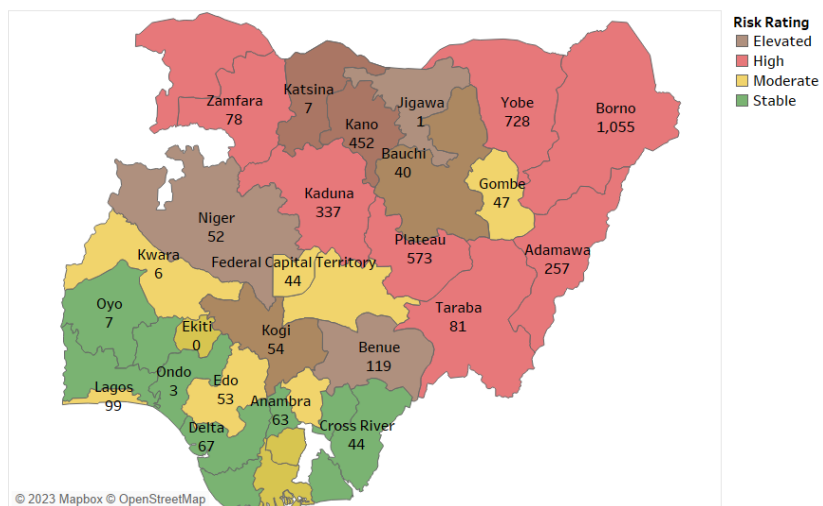 Risk Rating
Elevated
High
Moderate
Stable
Zamfara
78
Katsina
7
Kano
452
Jigawa
1
Yobe
728
Borno
1,055
Bauchi
40
Gombe
47
Kaduna
337
Niger
52
Plateau
573
Adamawa
257
Kwara
6
Federal Capital Territory
44
Taraba
81
Oyo
7
Ekiti
0
Kogi
54
Benue
119
Lagos
99
Ondo
3
Edo
53
Anambra
63
Delta
67
Cross River
44
© 2023 Mapbox © OpenStreetMap